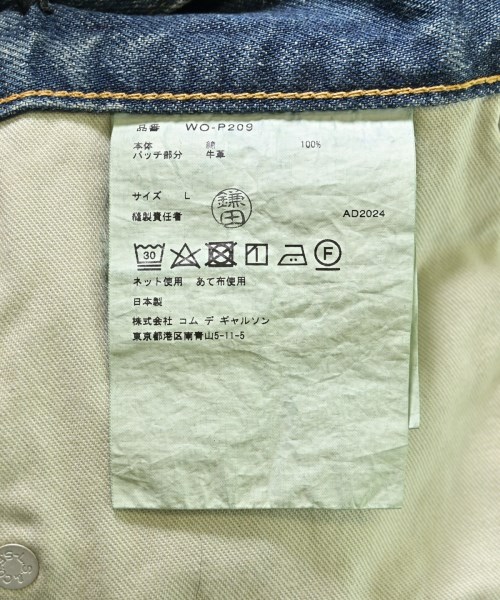 品番 WO-P209
本体 綿 100%
パッチ部分 牛革
サイズ L
縫製責任者 鎌田 AD2024
30 F
ネット使用 あて布使用
日本製
株式会社 コム デ ギャルソン
東京都港区南青山5-11-5